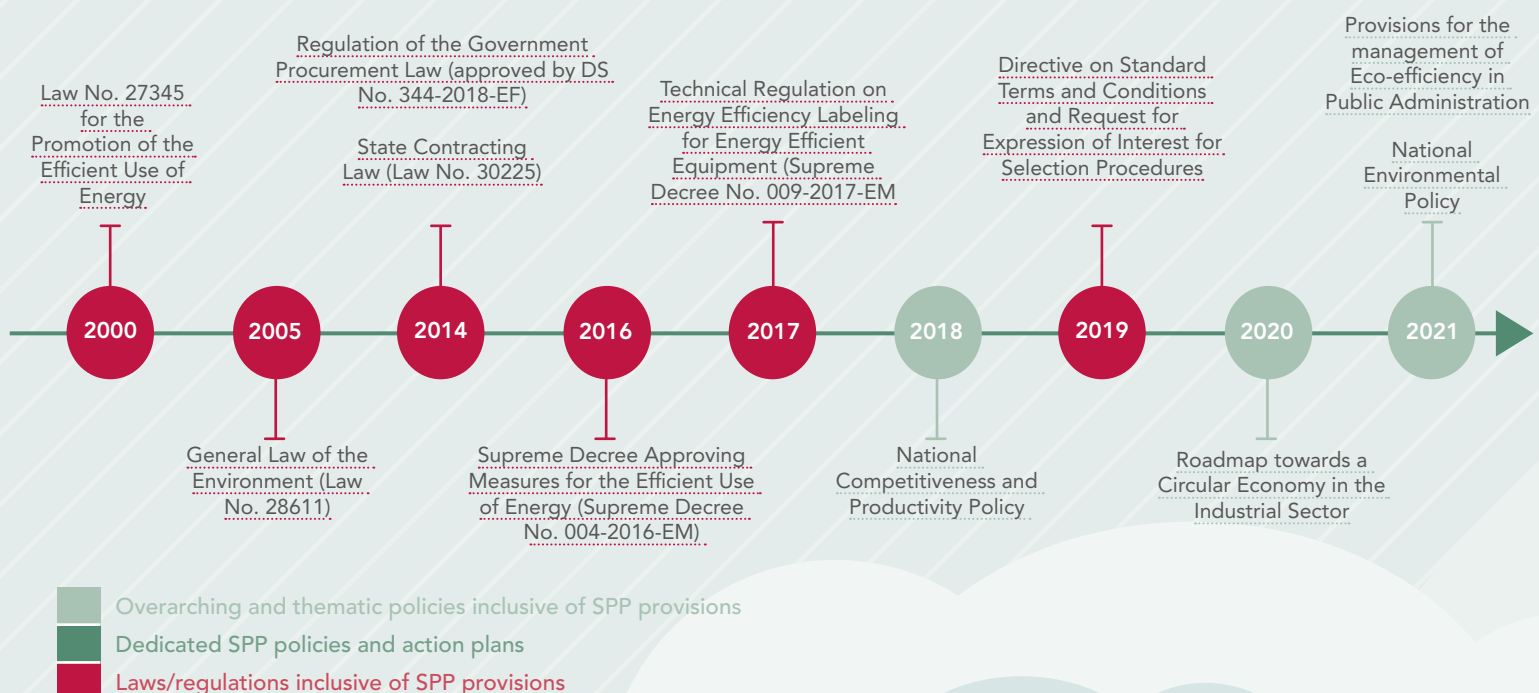 Law No. 27345
for the
Promotion of the
Efficient Use of
Energy
Regulation of the Government
Procurement Law (approved by DS
No. 344-2018-EF)
State Contracting
Law (Law No. 30225)
Technical Regulation on
Energy Efficiency Labeling
for Energy Efficient
Equipment (Supreme
Decree No. 009-2017-EM
Directive on Standard
Terms and Conditions
and Request for
Expression of Interest for
Selection Procedures
Provisions for the
management of
Eco-efficiency in
Public Administration
National
Environmental
Policy
2000
2005
2014
2016
2017
2018
2019
2020
2021
General Law of the
Environment (Law
No. 28611)
Supreme Decree Approving
Measures for the Efficient Use
of Energy (Supreme Decree
No. 004-2016-EM)
National
Competitiveness and
Productivity Policy
Roadmap towards a
Circular Economy in the
Industrial Sector
Overarching and thematic policies inclusive of SPP provisions
Dedicated SPP policies and action plans
Laws/regulations inclusive of SPP provisions